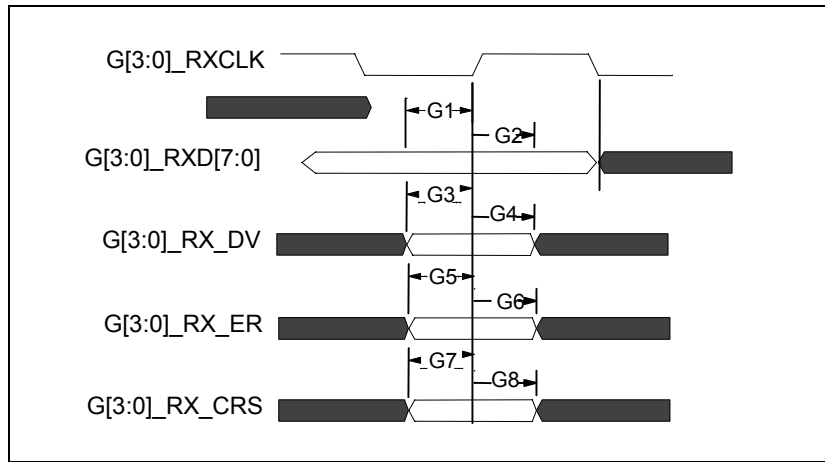 G[3:0]_RXCLK
G1
G2
G[3:0]_RXD[7:0]
G3
G4
G[3:0]_RX_DV
G5
G6
G[3:0]_RX_ER
G7
G8
G[3:0]_RX_CRS